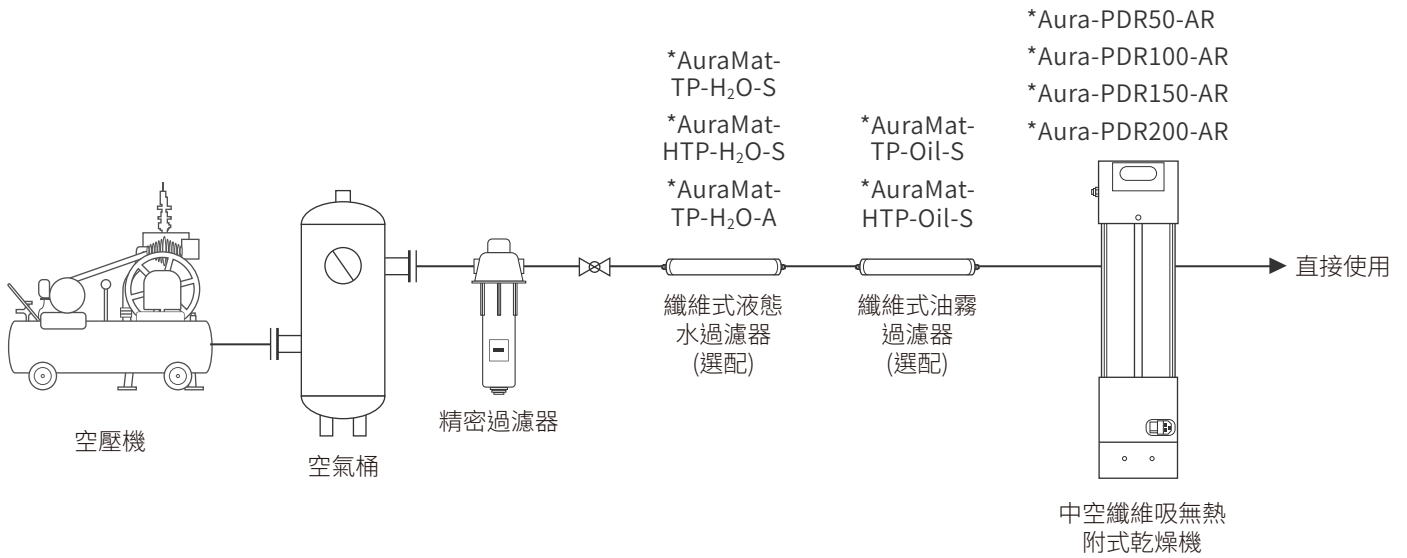 *Aura-PDR50-AR
*Aura-PDR100-AR
*Aura-PDR150-AR
*Aura-PDR200-AR
*AuraMat-
TP-H₂O-S
*AuraMat-
HTP-H₂O-S
*AuraMat-
TP-H₂O-A
*AuraMat-
TP-Oil-S
*AuraMat-
HTP-Oil-S
直接使用
纖維式液態
水過濾器
(選配)
纖維式油霧
過濾器
(選配)
精密過濾器
空壓機
空氣桶
中空纖維吸無熱
附式乾燥機